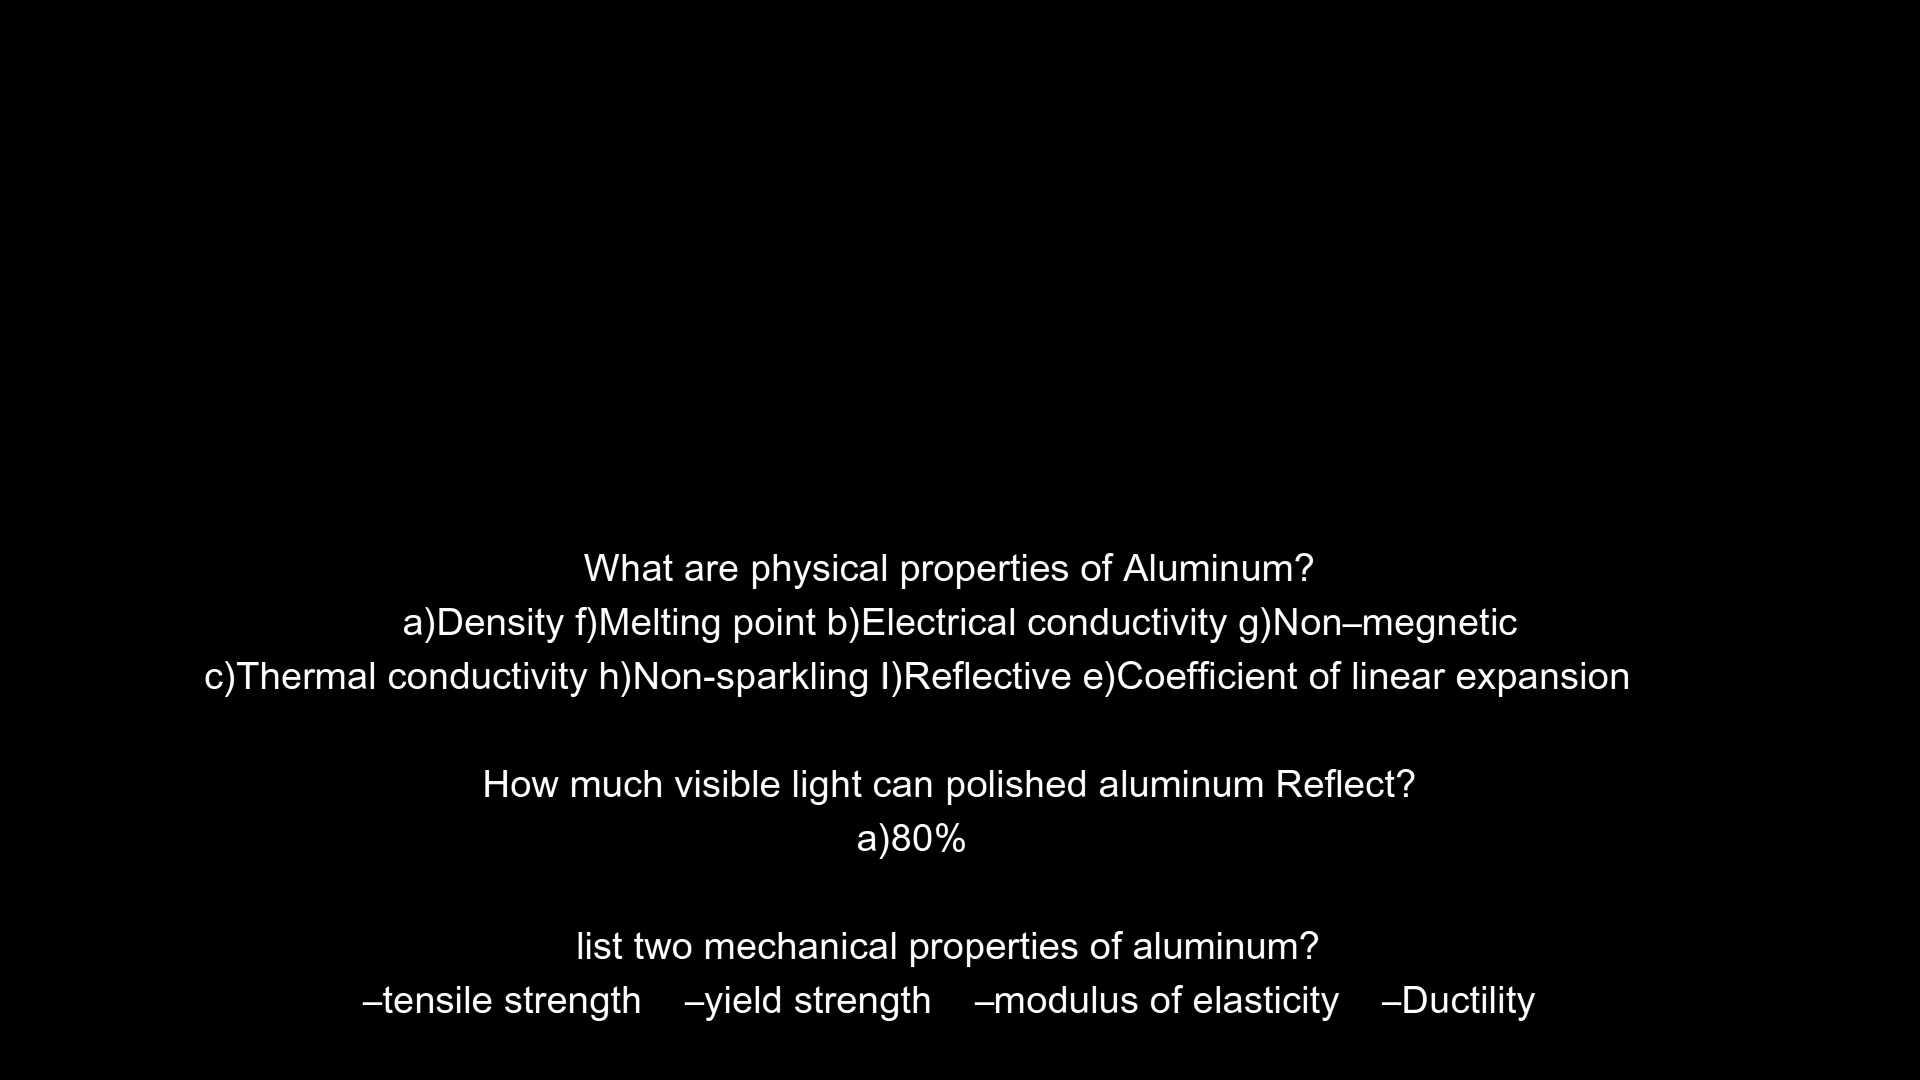 What are physical properties of Aluminum?
a)Density f)Melting point b)Electrical conductivity g)Non–megnetic
c)Thermal conductivity h)Non-sparkling I)Reflective e)Coefficient of linear expansion
How much visible light can polished aluminum Reflect?
a)80%
list two mechanical properties of aluminum?
–tensile strength –yield strength –modulus of elasticity –Ductility